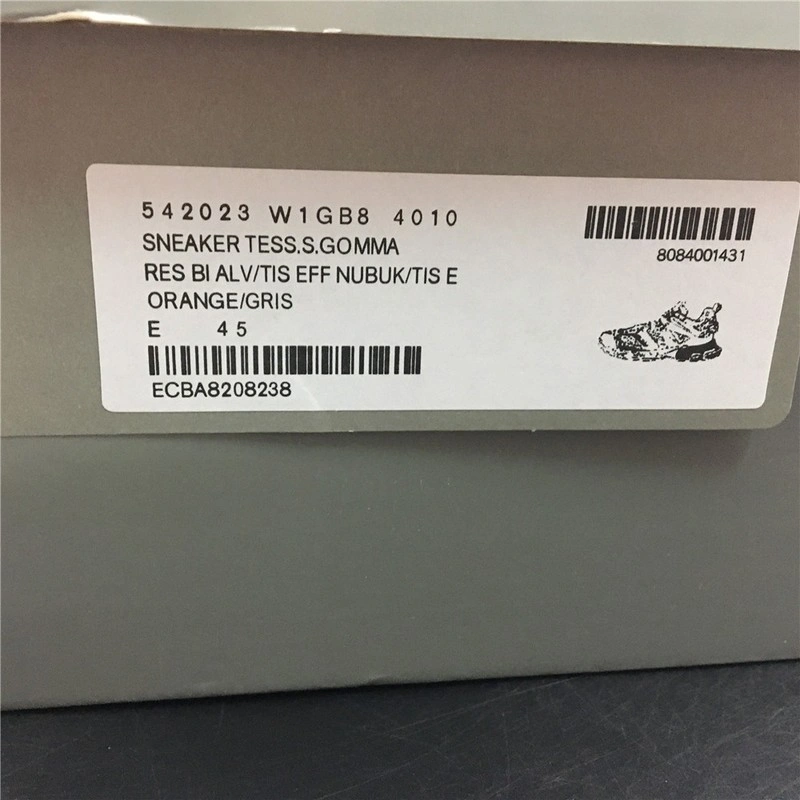 542023 W1GB8 4010
SNEAKER TESS.S.GOMMA
RES BI ALV/TIS EFF NUBUK/TIS E
ORANGE/GRIS
E 45
ECBA8208238
8084001431